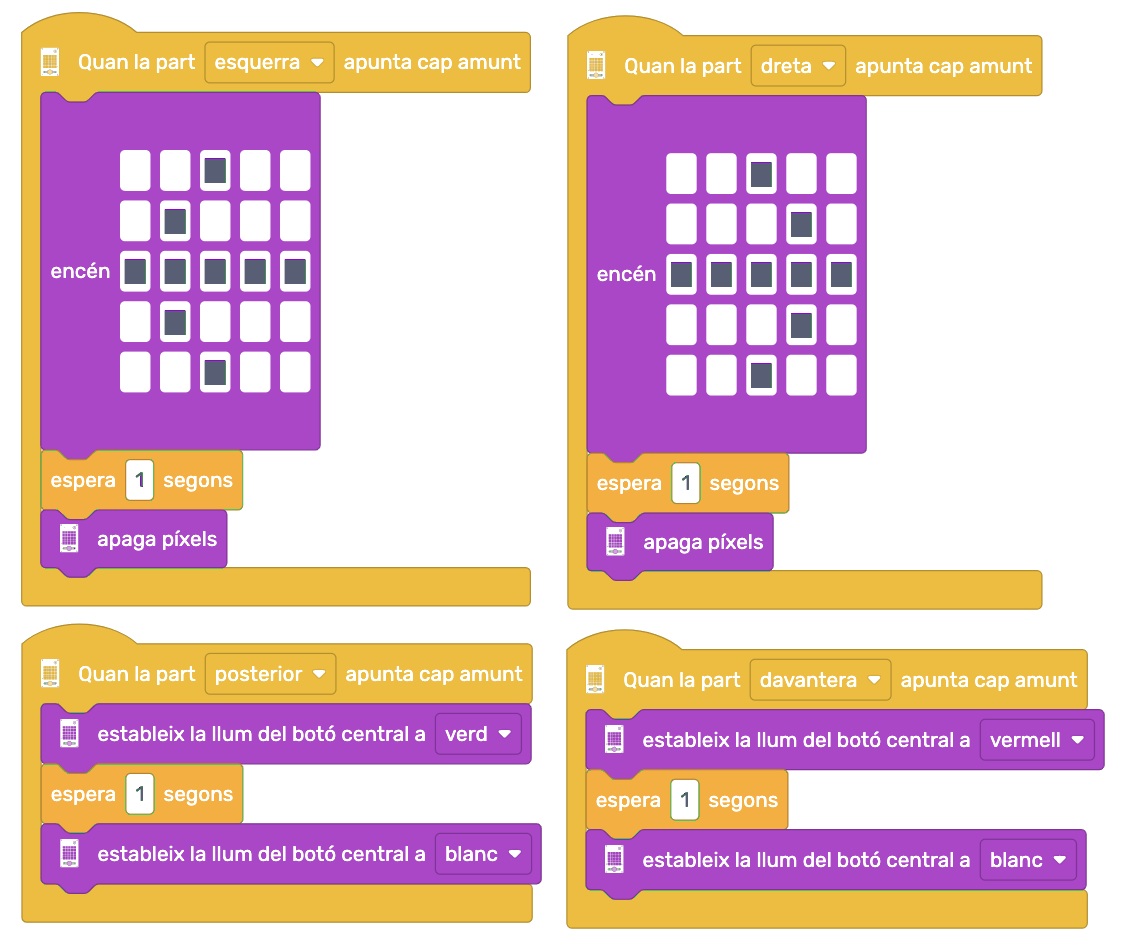 Quan la part esquerra apunta cap amunt
encén
espera 1 segons
apaga píxels
Quan la part dreta apunta cap amunt
encén
espera 1 segons
apaga píxels
Quan la part posterior apunta cap amunt
estableix la llum del botó central a verd
espera 1 segons
estableix la llum del botó central a blanc
Quan la part davantera apunta cap amunt
estableix la llum del botó central a vermell
espera 1 segons
estableix la llum del botó central a blanc